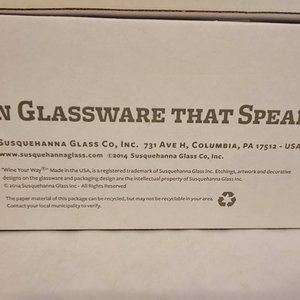 N GLASSWARE THAT SPEA
SUSQUEHANNA GLASS CO, INC. 731 AVE H, COLUMBIA, PA 17512 - USA
www.susquehannaglass.com ©2014 SUSQUEHANNA GLASS CO, INC.
"Wine Your Way®" Made in the USA, is a registered trademark of Susquehanna Glass Inc. Etchings, artwork and decorative
designs on the glassware and packaging design are the intellectual property of Susquehanna Glass Inc.
©2014 Susquehanna Glass Inc - All Rights Reserved
The paper material of this package can be recycled, but may not be recyclable in your area.
Contact your local municipality to verify.